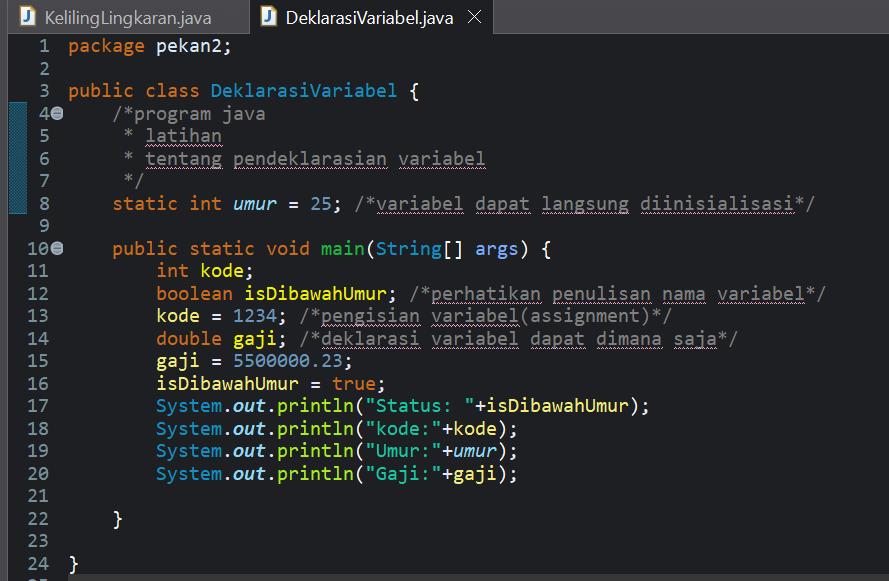 KelilingLingkaran.java
DeklarasiVariabel.java
1 package pekan2;
2
3 public class DeklarasiVariabel {
4 /*program java
5 * latihan
6 * tentang pendeklarasian variabel
7 */
8 static int umur = 25; /*variabel dapat langsung diinisialisasi*/
9
10 public static void main(String[] args) {
11 int kode;
12 boolean isDibawahUmur; /*perhatikan penulisan nama variabel*/
13 kode = 1234; /*pengisian variabel(assignment)*/
14 double gaji; /*deklarasi variabel dapat dimana saja*/
15 gaji = 5500000.23;
16 isDibawahUmur = true;
17 System.out.println("Status: "+isDibawahUmur);
18 System.out.println("kode:"+kode);
19 System.out.println("Umur:"+umur);
20 System.out.println("Gaji:"+gaji);
21
22 }
23
24 }